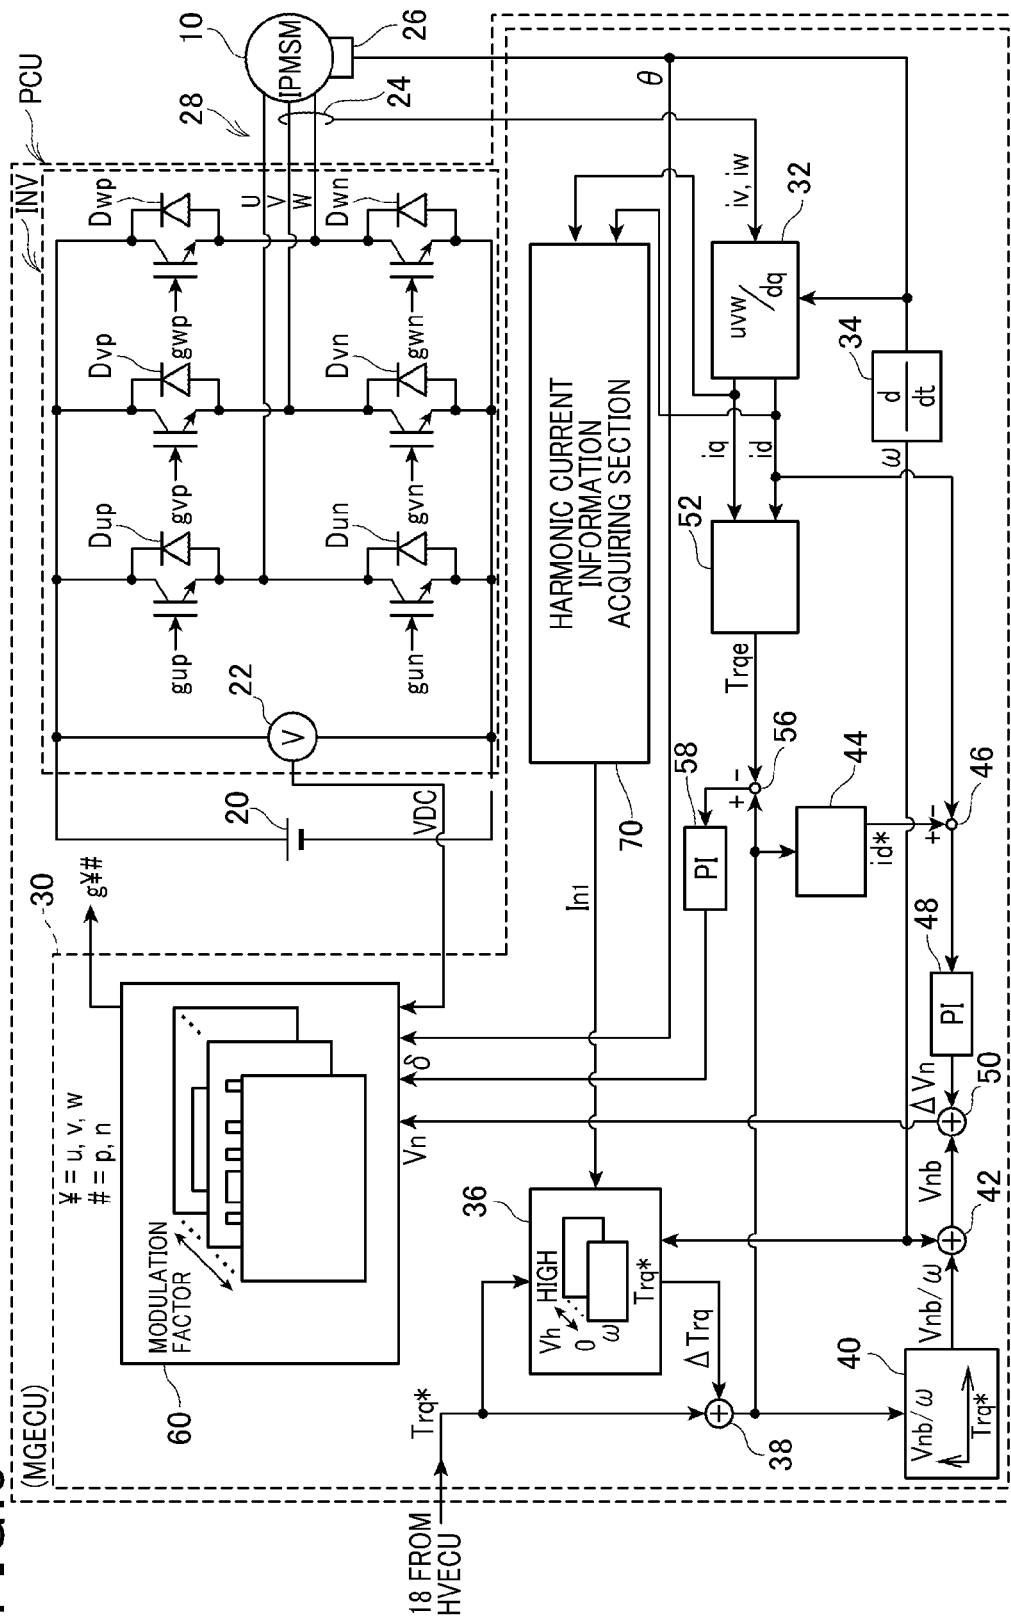 PCU
INV
28
10
IPMSM
26
24
U
V
W
Dup
Dvp
Dwp
gup
gvp
gwp
Dun
Dvn
Dwn
gun
gvn
gwn
22
V
20
VDC
30
(MGECU)
g¥#
¥ = u, v, w
# = p, n
MODULATION
FACTOR
60
Vn
δ
θ
HARMONIC CURRENT
INFORMATION
ACQUIRING SECTION
70
In1
iv, iw
32
uvw
dq
iq
id
34
d
dt
ω
52
Trqe
56
+
-
58
PI
44
id*
46
+
-
48
PI
ΔVn
50
Vnb
42
Vnb/ω
40
Vnb/ω
Trq*
36
HIGH
Vh
0
ω
Trq*
ΔTrq
38
Trq*
18 FROM
HVECU